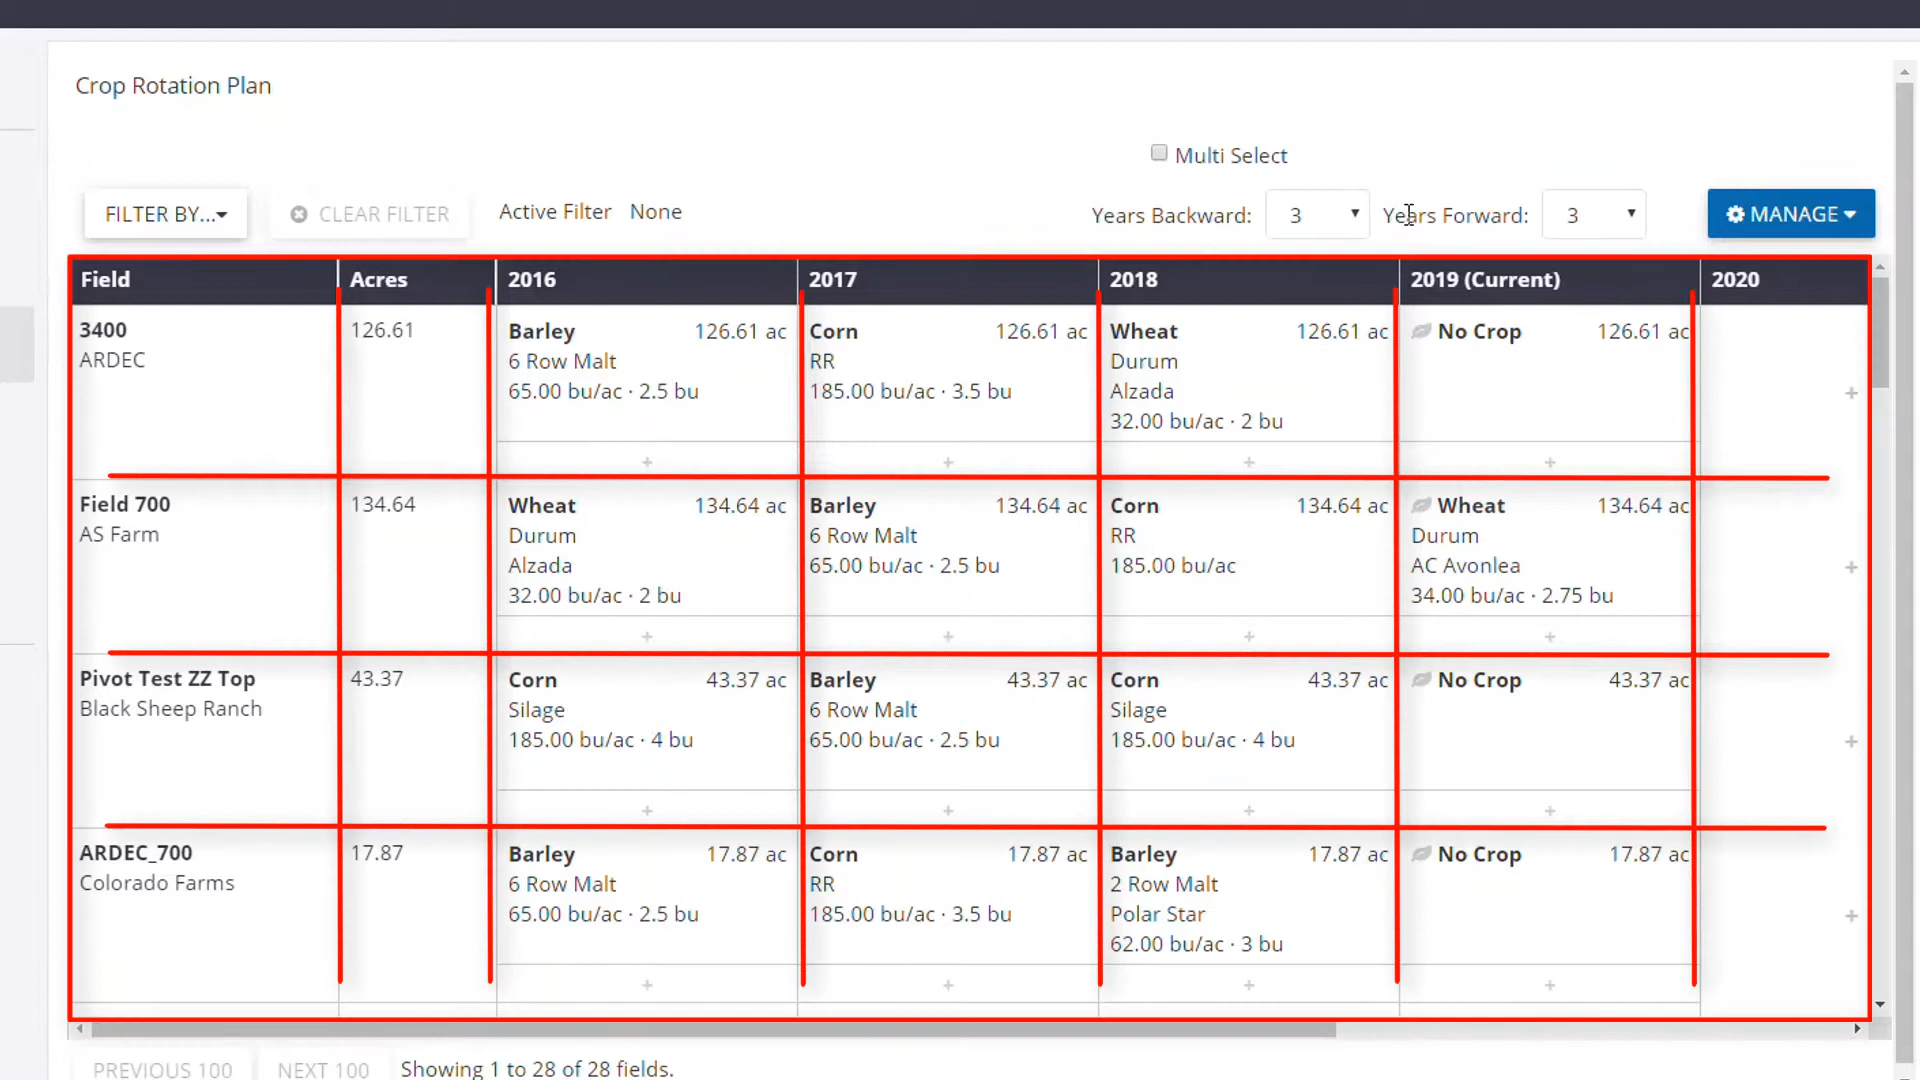 Crop Rotation Plan
Multi Select
FILTER BY... CLEAR FILTER Active Filter None Years Backward: 3 Years Forward: 3 MANAGE
Field Acres 2016 2017 2018 2019 (Current) 2020
3400 126.61 Barley 126.61 ac Corn 126.61 ac Wheat 126.61 ac No Crop 126.61 ac
ARDEC 6 Row Malt RR Durum
65.00 bu/ac · 2.5 bu 185.00 bu/ac · 3.5 bu Alzada +
32.00 bu/ac · 2 bu
+ + + +
Field 700 134.64 Wheat 134.64 ac Barley 134.64 ac Corn 134.64 ac Wheat 134.64 ac
AS Farm Durum 6 Row Malt RR Durum
Alzada 65.00 bu/ac · 2.5 bu 185.00 bu/ac AC Avonlea +
32.00 bu/ac · 2 bu 34.00 bu/ac · 2.75 bu
+ + + +
Pivot Test ZZ Top 43.37 Corn 43.37 ac Barley 43.37 ac Corn 43.37 ac No Crop 43.37 ac
Black Sheep Ranch Silage 6 Row Malt Silage
185.00 bu/ac · 4 bu 65.00 bu/ac · 2.5 bu 185.00 bu/ac · 4 bu +
+ + + +
ARDEC_700 17.87 Barley 17.87 ac Corn 17.87 ac Barley 17.87 ac No Crop 17.87 ac
Colorado Farms 6 Row Malt RR 2 Row Malt
65.00 bu/ac · 2.5 bu 185.00 bu/ac · 3.5 bu Polar Star +
62.00 bu/ac · 3 bu
+ + + +
PREVIOUS 100 NEXT 100 Showing 1 to 28 of 28 fields.